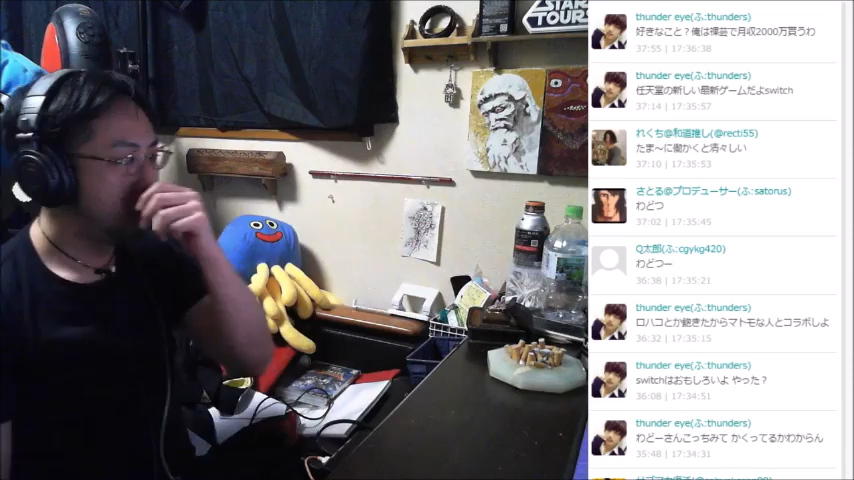 STAR
TOURS
thunder eye(ふ:thunders)
好きなこと？俺は裸芸で月収2000万貰うわ
37:55 | 17:36:38
thunder eye(ふ:thunders)
任天堂の新しい最新ゲームだよswitch
37:14 | 17:35:57
れくち@和道推し(@recti55)
たま～に働かくと清々しい
37:10 | 17:35:53
さとる@プロデューサー(ふ:satorus)
わどつ
37:02 | 17:35:45
Q太郎(ふ:cgykg420)
わどつー
36:38 | 17:35:21
thunder eye(ふ:thunders)
ロハコとか飽きたからマトモな人とコラボしよ
36:32 | 17:35:15
thunder eye(ふ:thunders)
switchはおもしろいよ やった？
36:08 | 17:34:51
thunder eye(ふ:thunders)
わどーさんこっちみて かくってるかわからん
35:48 | 17:34:31